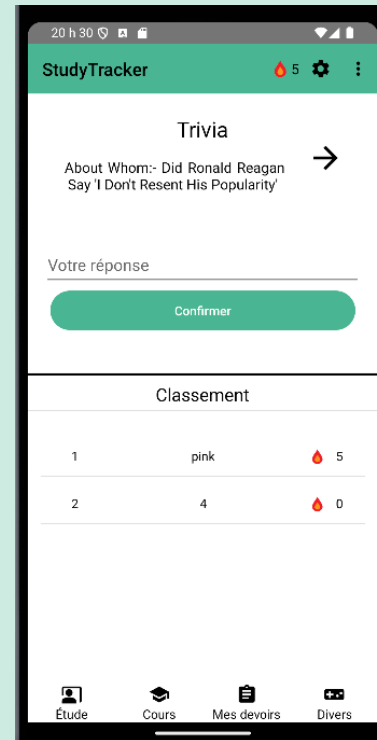 20 h 30
StudyTracker 5
Trivia
About Whom:- Did Ronald Reagan
Say 'I Don't Resent His Popularity'
Votre réponse
Confirmer
Classement
1 pink 5
2 4 0
Étude Cours Mes devoirs Divers